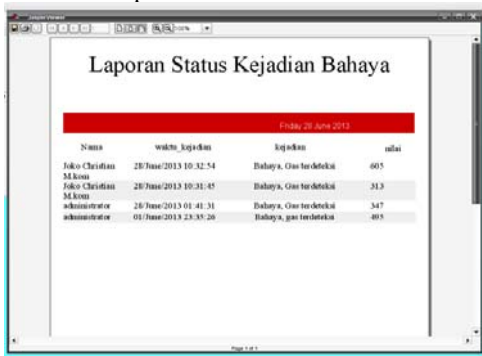 Jasper Viewer
100%
Laporan Status Kejadian Bahaya
Friday 28 June 2013
Nama waktu_kejadian kejadian nilai
Joko Christian 28/June/2013 10:32:54 Bahaya, Gas terdeteksi 605
M.kom
Joko Christian 28/June/2013 10:31:45 Bahaya, Gas terdeteksi 313
M.kom
administrator 28/June/2013 01:41:31 Bahaya, Gas terdeteksi 347
administrator 01/June/2013 23:35:26 Bahaya, gas terdeteksi 495
Page 1 of 1